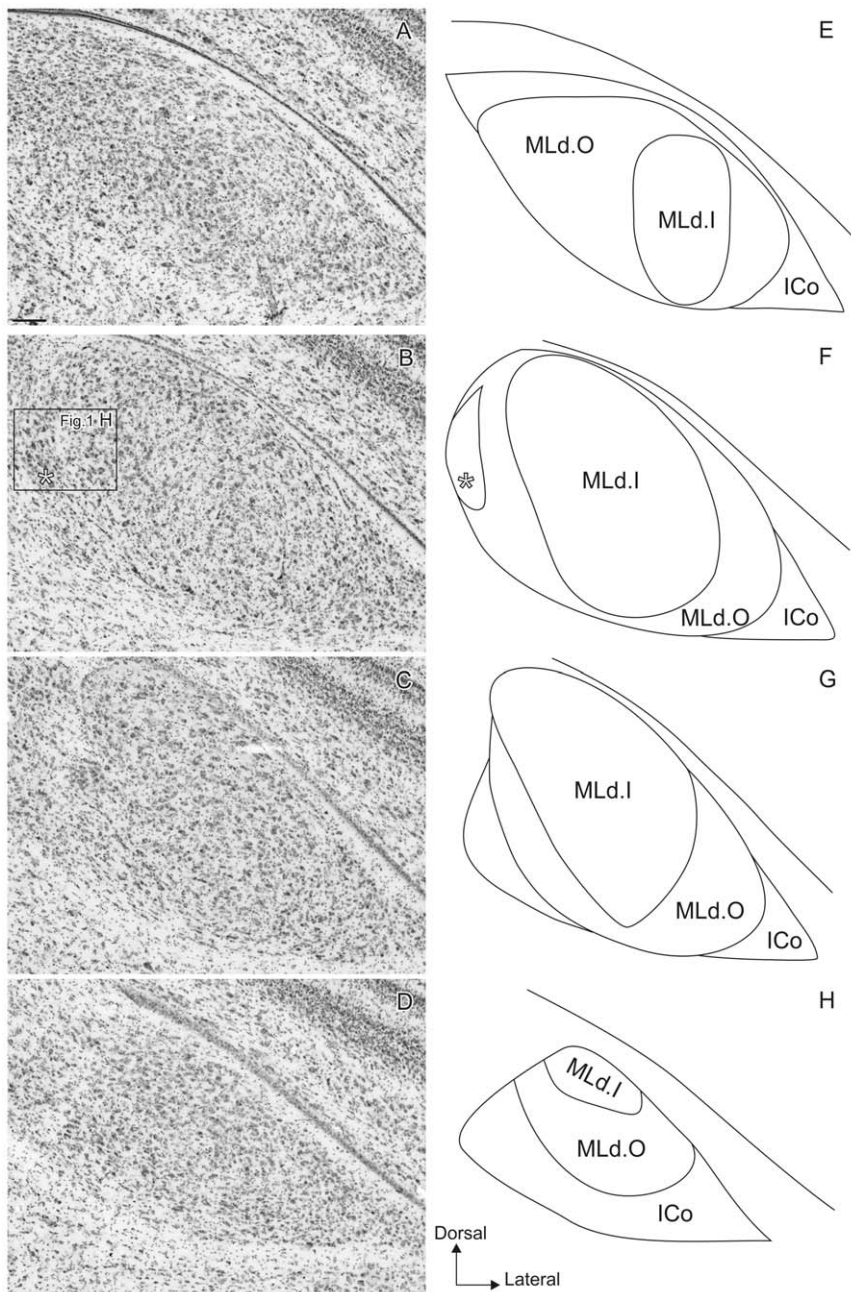 A
E
MLd.O
MLd.I
ICo
B
Fig.1 H
*
F
MLd.I
*
MLd.O
ICo
C
G
MLd.I
MLd.O
ICo
D
H
MLd.I
MLd.O
ICo
Dorsal
Lateral